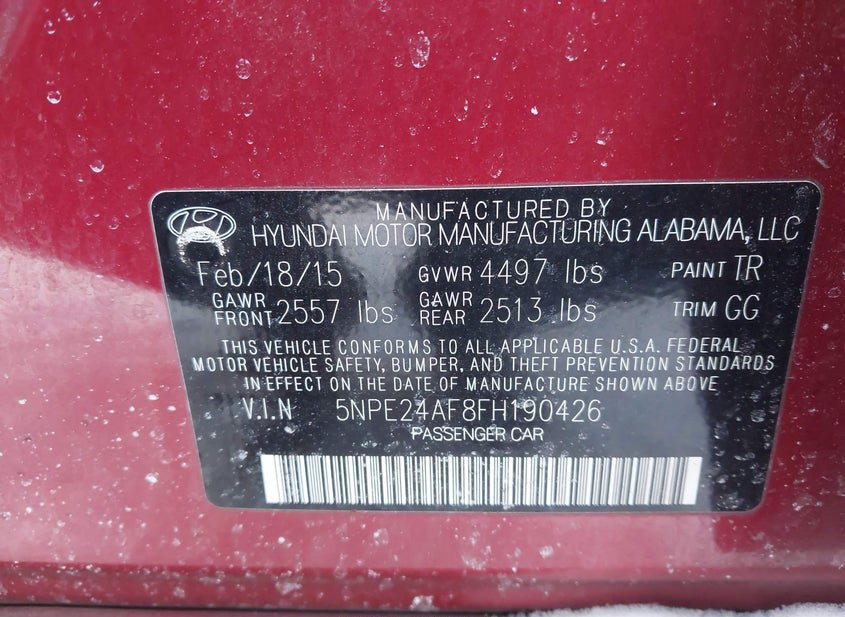 MANUFACTURED BY
HYUNDAI MOTOR MANUFACTURING ALABAMA, LLC
Feb/18/15 GVWR 4497 lbs PAINT TR
GAWR FRONT 2557 lbs GAWR REAR 2513 lbs TRIM GG
THIS VEHICLE CONFORMS TO ALL APPLICABLE U.S.A. FEDERAL
MOTOR VEHICLE SAFETY, BUMPER, AND THEFT PREVENTION STANDARDS
IN EFFECT ON THE DATE OF MANUFACTURE SHOWN ABOVE
V.I.N 5NPE24AF8FH190426
PASSENGER CAR